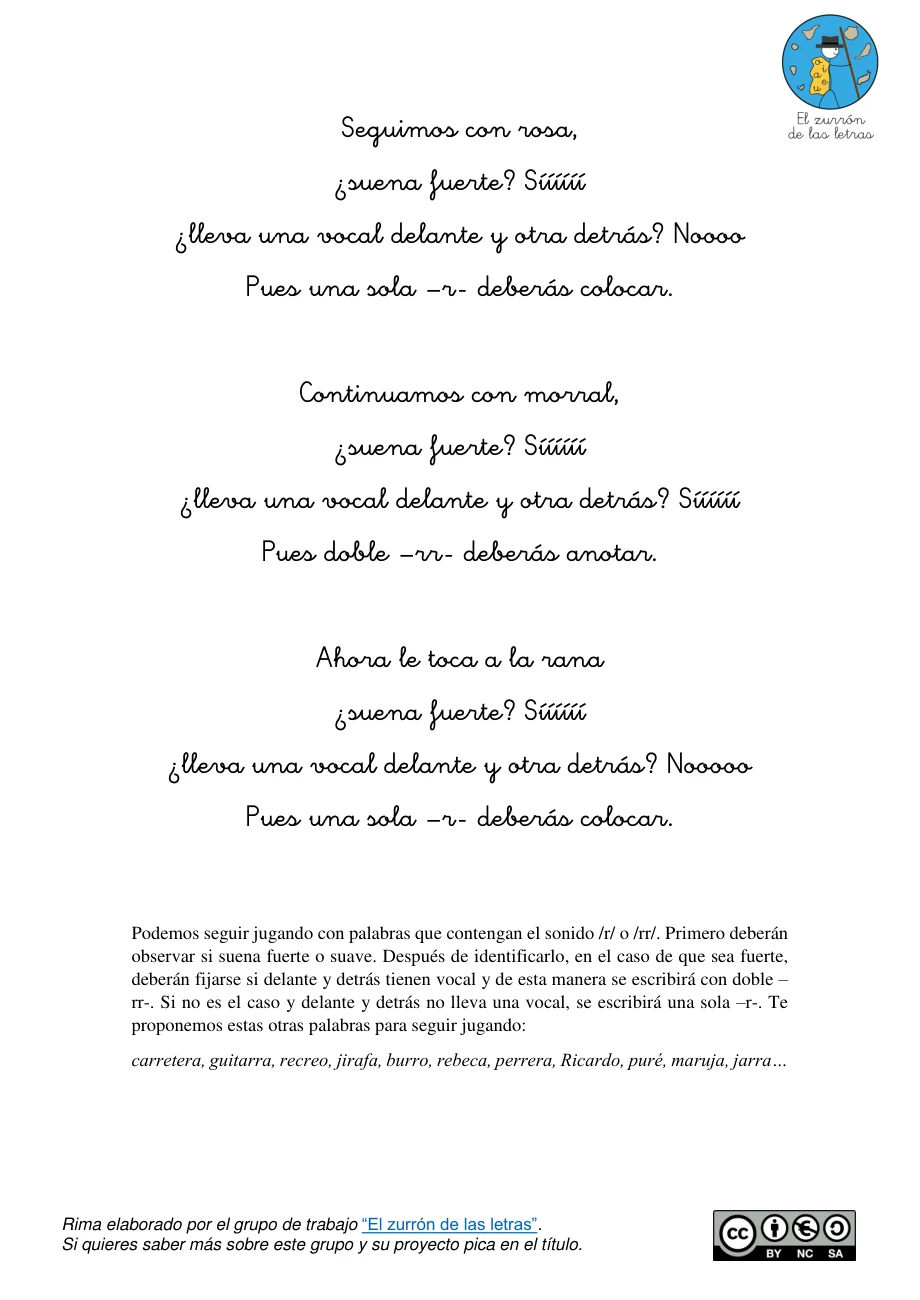 El zurrón
de las letras
Seguimos con rosa,
¿suena fuerte? Síííííí
¿lleva una vocal delante y otra detrás? Noooo
Pues una sola –r- deberás colocar.
Continuamos con morral,
¿suena fuerte? Síííííí
¿lleva una vocal delante y otra detrás? Síííííí
Pues doble –rr- deberás anotar.
Ahora le toca a la rana
¿suena fuerte? Síííííí
¿lleva una vocal delante y otra detrás? Nooooo
Pues una sola –r- deberás colocar.
Podemos seguir jugando con palabras que contengan el sonido /r/ o /rr/. Primero deberán
observar si suena fuerte o suave. Después de identificarlo, en el caso de que sea fuerte,
deberán fijarse si delante y detrás tienen vocal y de esta manera se escribirá con doble –
rr-. Si no es el caso y delante y detrás no lleva una vocal, se escribirá una sola –r-. Te
proponemos estas otras palabras para seguir jugando:
carretera, guitarra, recreo, jirafa, burro, rebeca, perrera, Ricardo, puré, maruja, jarra…
Rima elaborado por el grupo de trabajo “El zurrón de las letras”.
Si quieres saber más sobre este grupo y su proyecto pica en el título.
cc
BY NC SA